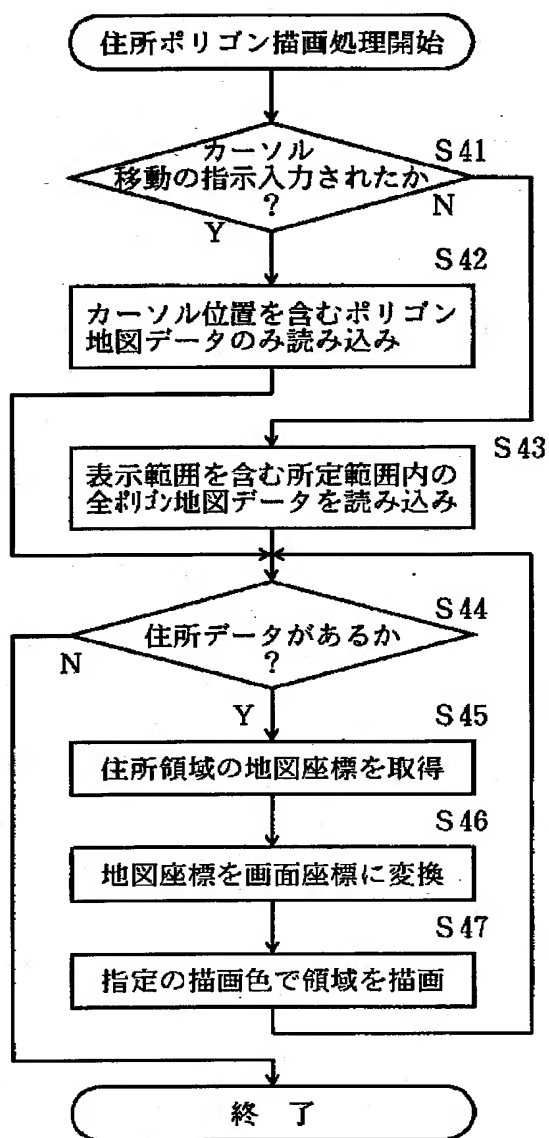 住所ポリゴン描画処理開始
カーソル
S41
移動の指示入力されたか
?
N
Y
S42
カーソル位置を含むポリゴン
地図データのみ読み込み
S43
表示範囲を含む所定範囲内の
全ポリゴン地図データを読み込み
S44
住所データがあるか
?
N
Y
S45
住所領域の地図座標を取得
S46
地図座標を画面座標に変換
S47
指定の描画色で領域を描画
終 了